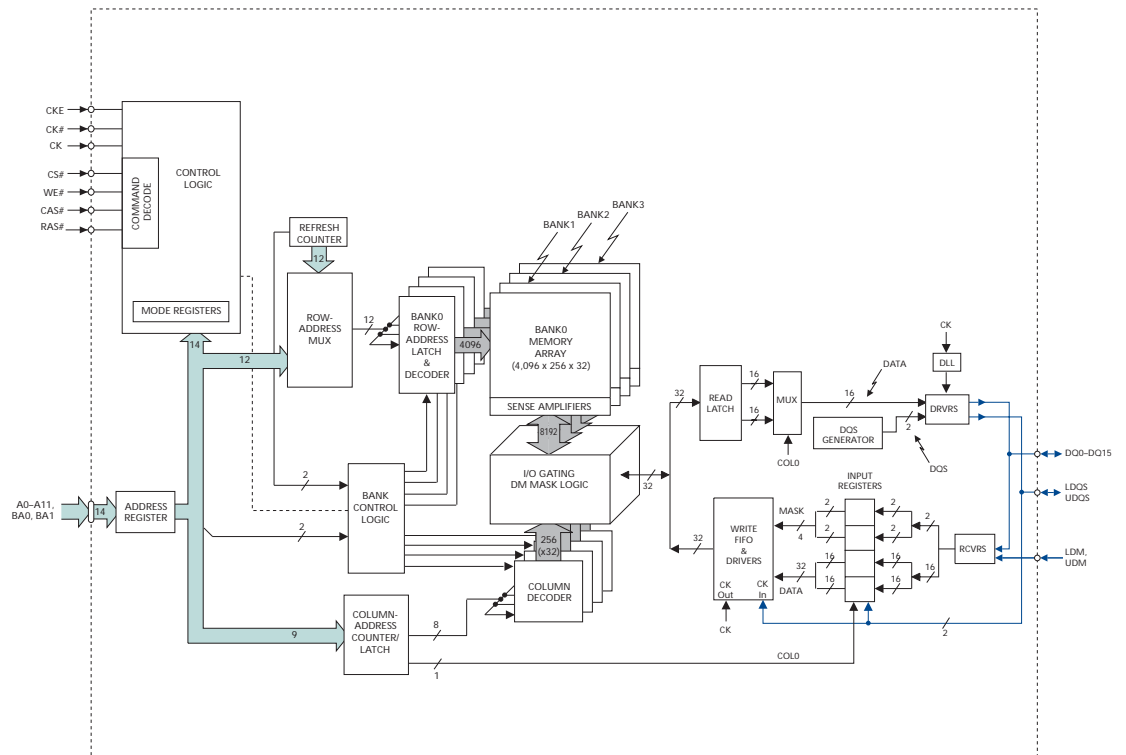 CKE
CK#
CK
CS#
WE#
CAS#
RAS#
COMMAND
DECODE
CONTROL
LOGIC
MODE REGISTERS
REFRESH
COUNTER
12
ROW-
ADDRESS
MUX
12
14
12
BANK0
ROW-
ADDRESS
LATCH
&
DECODER
4096
BANK1
BANK2
BANK3
BANK0
MEMORY
ARRAY
(4,096 x 256 x 32)
SENSE AMPLIFIERS
8192
I/O GATING
DM MASK LOGIC
32
32
READ
LATCH
16
16
MUX
COL0
16
DATA
DQS
GENERATOR
2
DQS
CK
DLL
DRVRS
DQ0–DQ15
LDQS
UDQS
LDM,
UDM
INPUT
REGISTERS
RCVRS
2
16
2
2
16
16
2
2
16
16
MASK
4
32
DATA
WRITE
FIFO
&
DRIVERS
CK
Out
CK
In
CK
32
2
A0–A11,
BA0, BA1
14
ADDRESS
REGISTER
2
2
BANK
CONTROL
LOGIC
256
(x32)
COLUMN
DECODER
9
COLUMN-
ADDRESS
COUNTER/
LATCH
8
1
COL0